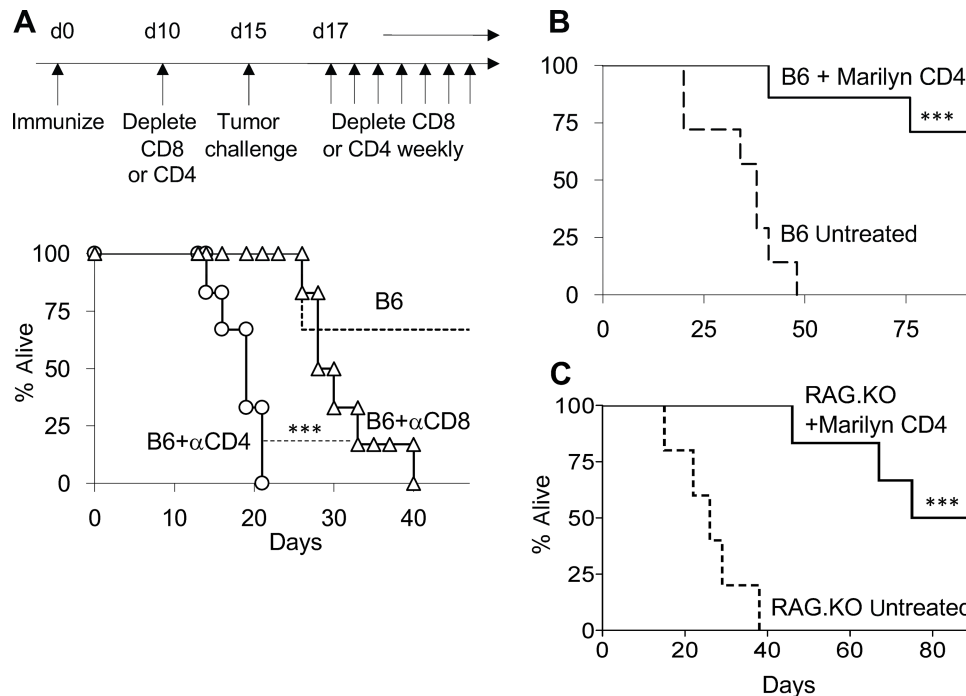 A
d0 d10 d15 d17
Immunize Deplete Tumor Deplete CD8
CD8 challenge or CD4 weekly
or CD4
% Alive
100
75
50
25
0
B6
B6+αCD4
***
B6+αCD8
0 10 20 30 40
Days
B
100
75
50
25
0
B6 + Marilyn CD4
***
B6 Untreated
0 25 50 75
C
% Alive
100
75
50
25
0
RAG.KO
+Marilyn CD4
***
RAG.KO Untreated
0 20 40 60 80
Days